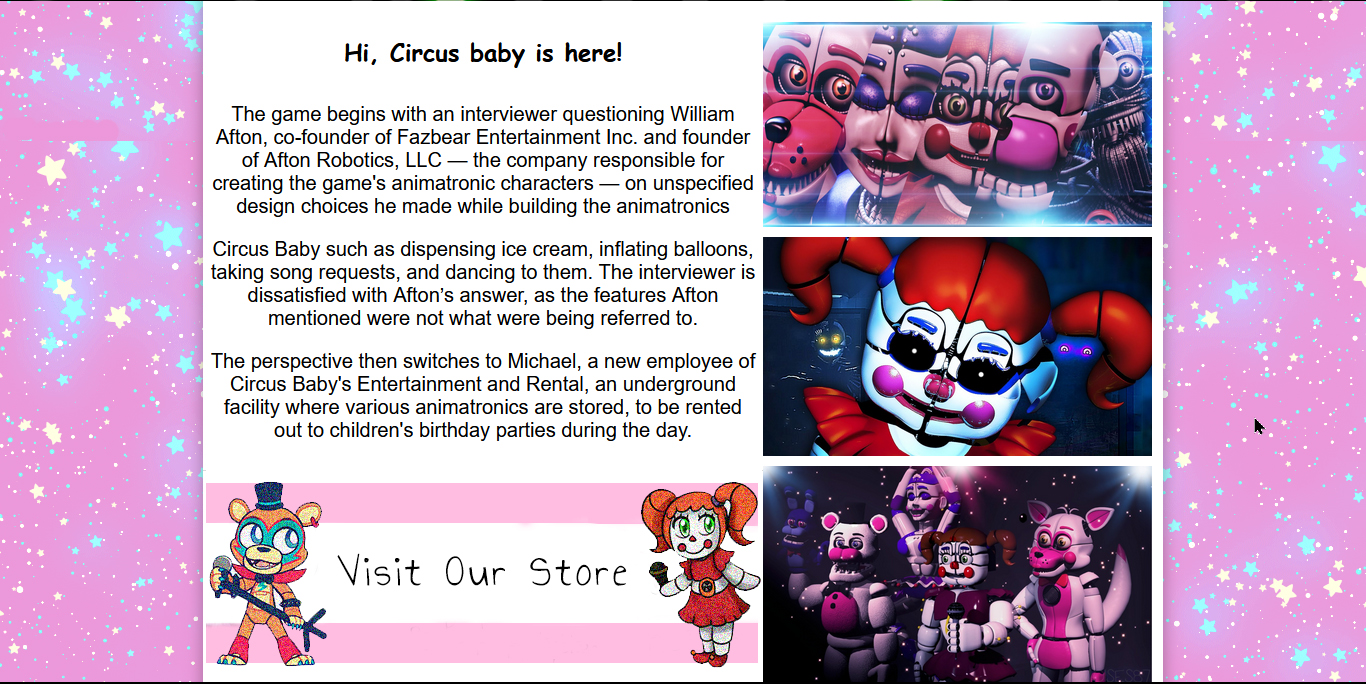 Hi, Circus baby is here!
The game begins with an interviewer questioning William
Afton, co-founder of Fazbear Entertainment Inc. and founder
of Afton Robotics, LLC — the company responsible for
creating the game's animatronic characters — on unspecified
design choices he made while building the animatronics
Circus Baby such as dispensing ice cream, inflating balloons,
taking song requests, and dancing to them. The interviewer is
dissatisfied with Afton’s answer, as the features Afton
mentioned were not what were being referred to.
The perspective then switches to Michael, a new employee of
Circus Baby's Entertainment and Rental, an underground
facility where various animatronics are stored, to be rented
out to children's birthday parties during the day.
Visit Our Store